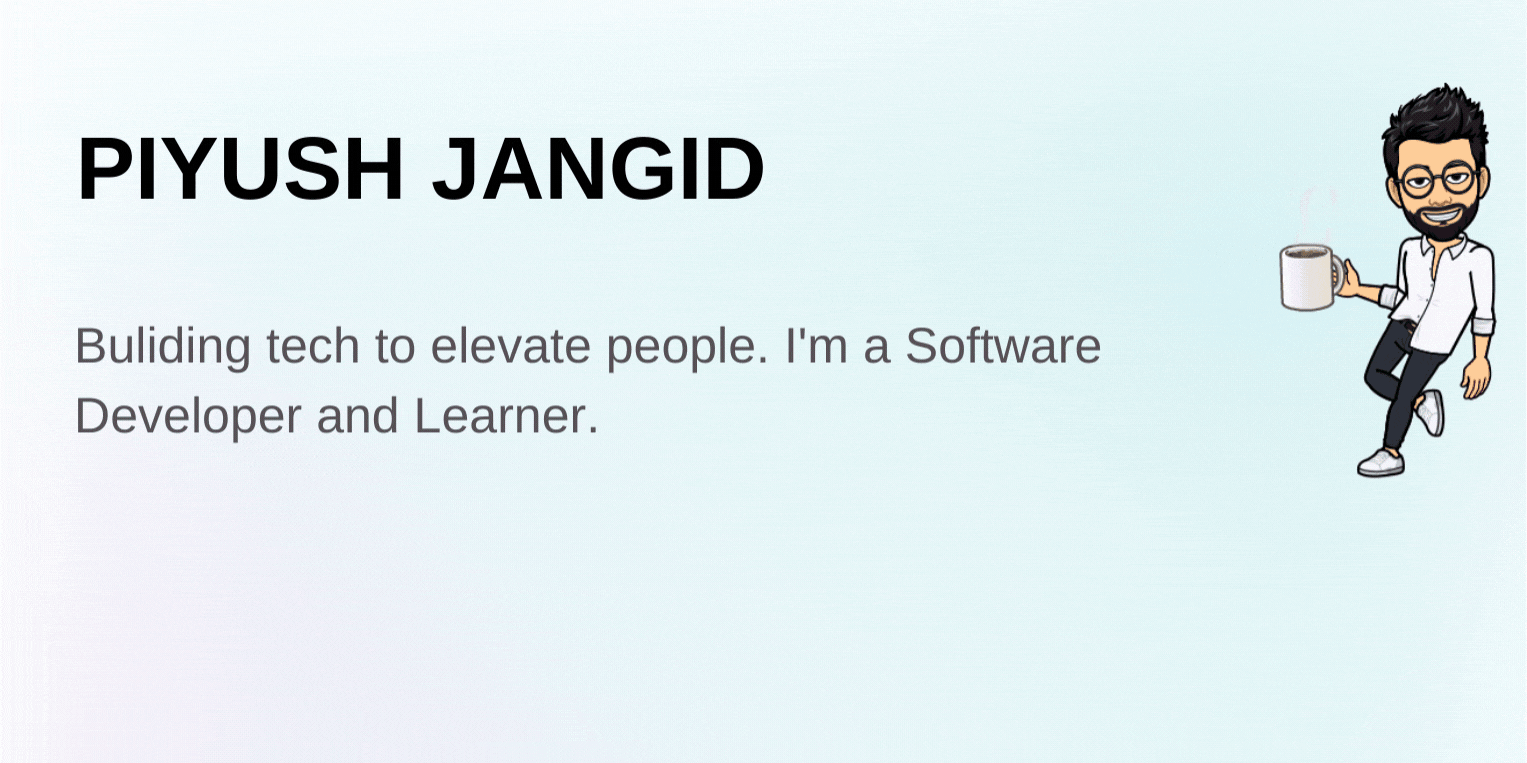 PIYUSH JANGID
Buliding tech to elevate people. I'm a Software
Developer and Learner.